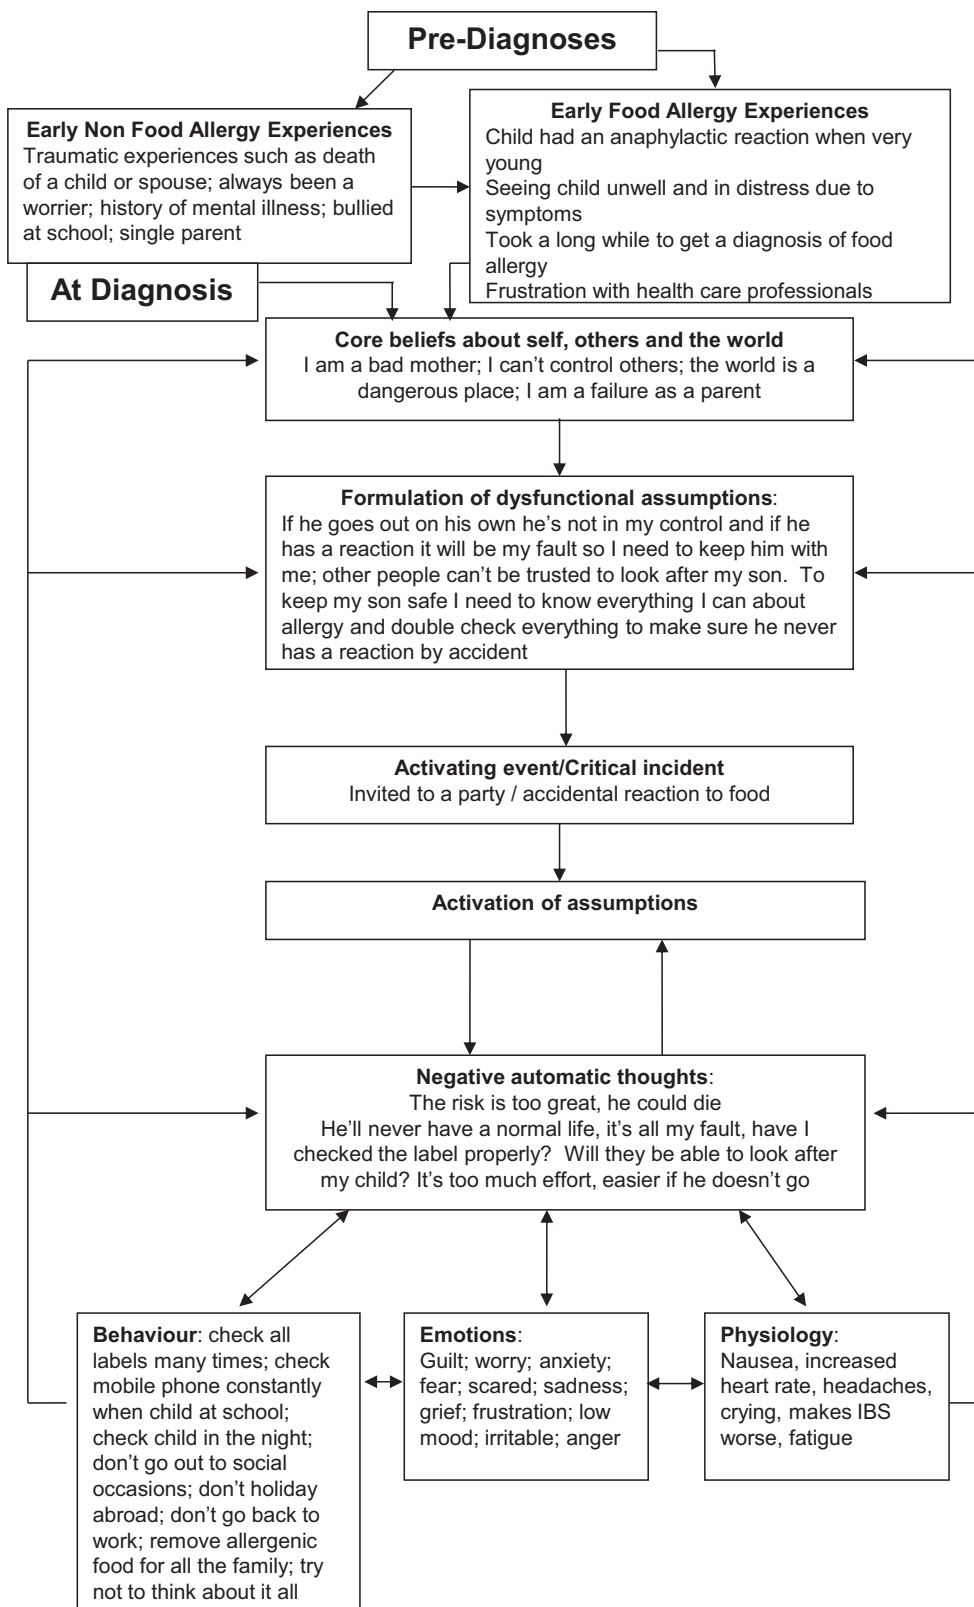 Pre-Diagnoses
Early Non Food Allergy Experiences
Traumatic experiences such as death
of a child or spouse; always been a
worrier; history of mental illness; bullied
at school; single parent
Early Food Allergy Experiences
Child had an anaphylactic reaction when very
young
Seeing child unwell and in distress due to
symptoms
Took a long while to get a diagnosis of food
allergy
Frustration with health care professionals
At Diagnosis
Core beliefs about self, others and the world
I am a bad mother; I can’t control others; the world is a
dangerous place; I am a failure as a parent
Formulation of dysfunctional assumptions:
If he goes out on his own he’s not in my control and if he
has a reaction it will be my fault so I need to keep him with
me; other people can’t be trusted to look after my son. To
keep my son safe I need to know everything I can about
allergy and double check everything to make sure he never
has a reaction by accident
Activating event/Critical incident
Invited to a party / accidental reaction to food
Activation of assumptions
Negative automatic thoughts:
The risk is too great, he could die
He’ll never have a normal life, it’s all my fault, have I
checked the label properly? Will they be able to look after
my child? It’s too much effort, easier if he doesn’t go
Behaviour: check all
labels many times; check
mobile phone constantly
when child at school;
check child in the night;
don’t go out to social
occasions; don’t holiday
abroad; don’t go back to
work; remove allergenic
food for all the family; try
not to think about it all
Emotions:
Guilt; worry; anxiety;
fear; scared; sadness;
grief; frustration; low
mood; irritable; anger
Physiology:
Nausea, increased
heart rate, headaches,
crying, makes IBS
worse, fatigue